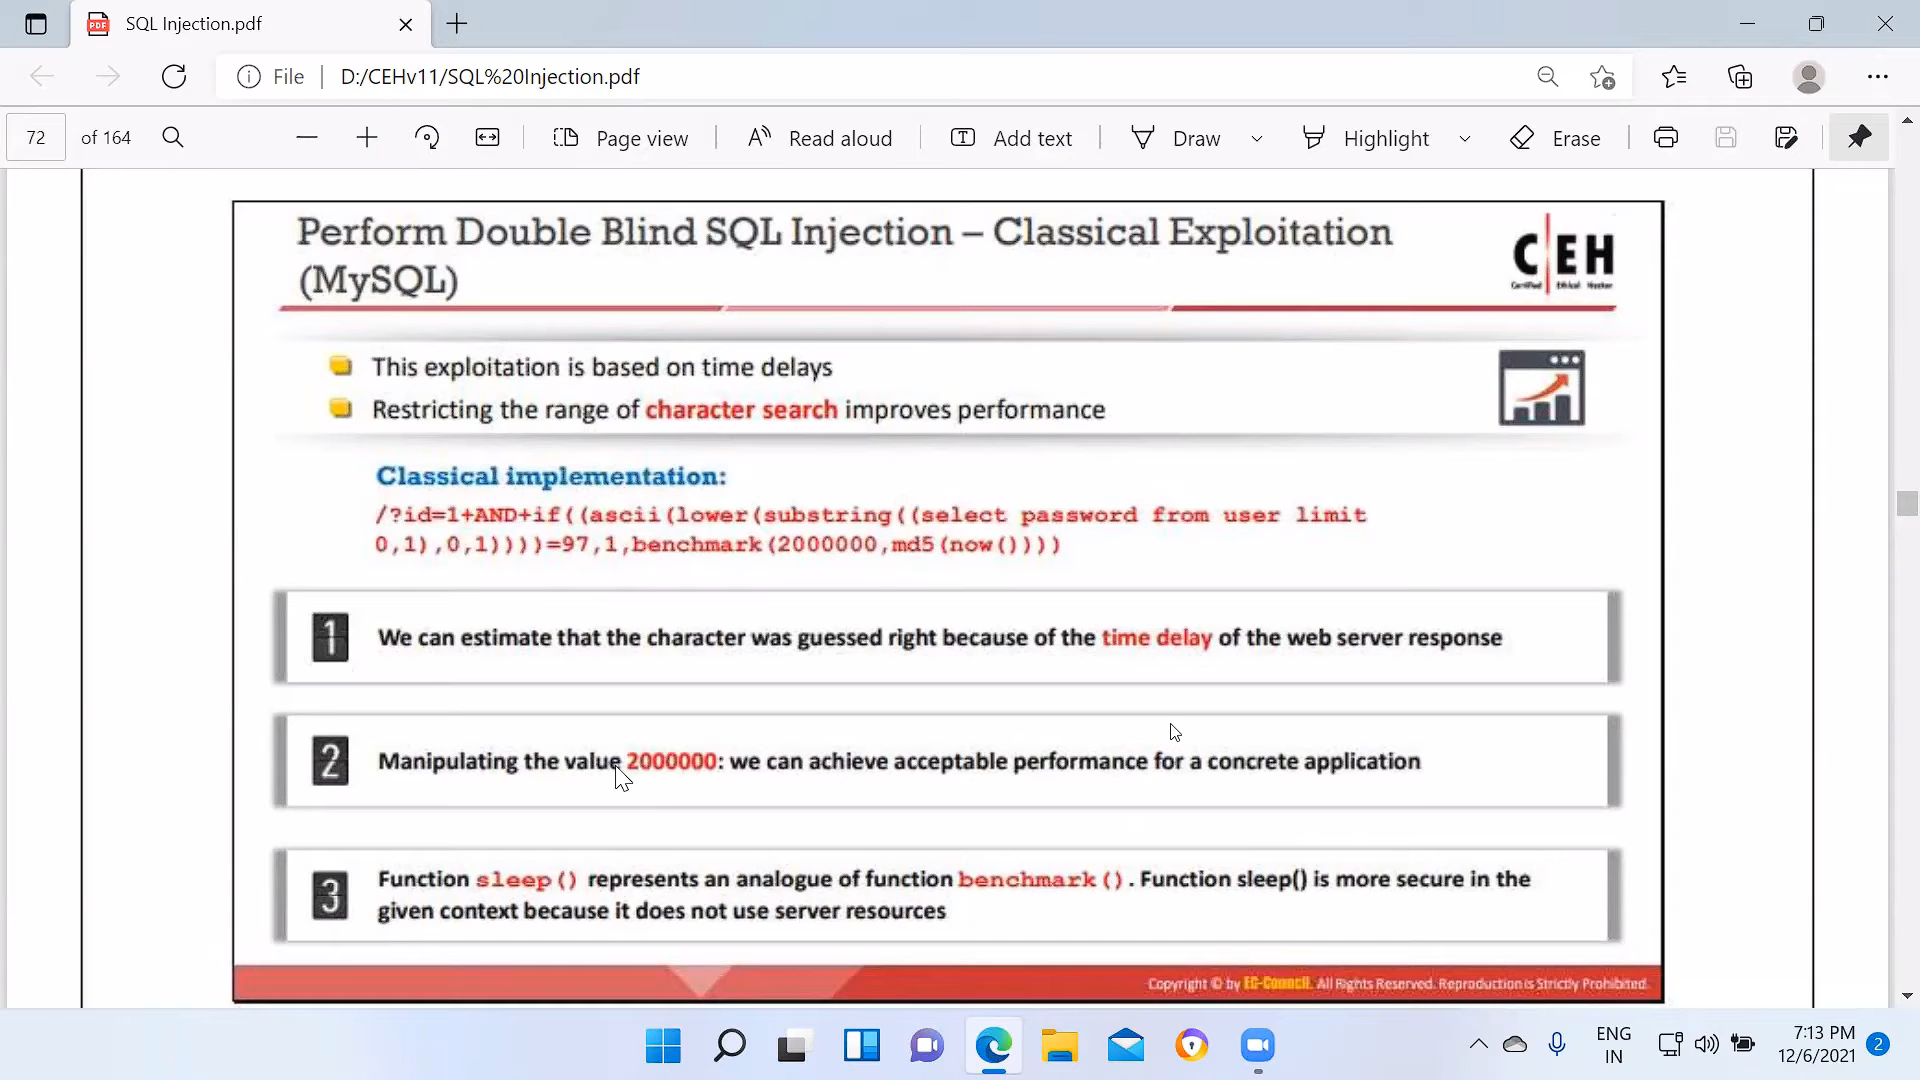 SQL Injection.pdf
File
D:/CEHv11/SQL%20Injection.pdf
72 of 164
Page view
Read aloud
Add text
Draw
Highlight
Erase
Perform Double Blind SQL Injection – Classical Exploitation
(MySQL)
C|EH
Certified Ethical Hacker
This exploitation is based on time delays
Restricting the range of character search improves performance
Classical implementation:
/?id=1+AND+if((ascii(lower(substring((select password from user limit
0,1),0,1))))=97,1,benchmark(2000000,md5(now())))
1
We can estimate that the character was guessed right because of the time delay of the web server response
2
Manipulating the value 2000000: we can achieve acceptable performance for a concrete application
3
Function sleep() represents an analogue of function benchmark(). Function sleep() is more secure in the
given context because it does not use server resources
Copyright © by EC-Council. All Rights Reserved. Reproduction is Strictly Prohibited.
ENG
IN
7:13 PM
12/6/2021
2